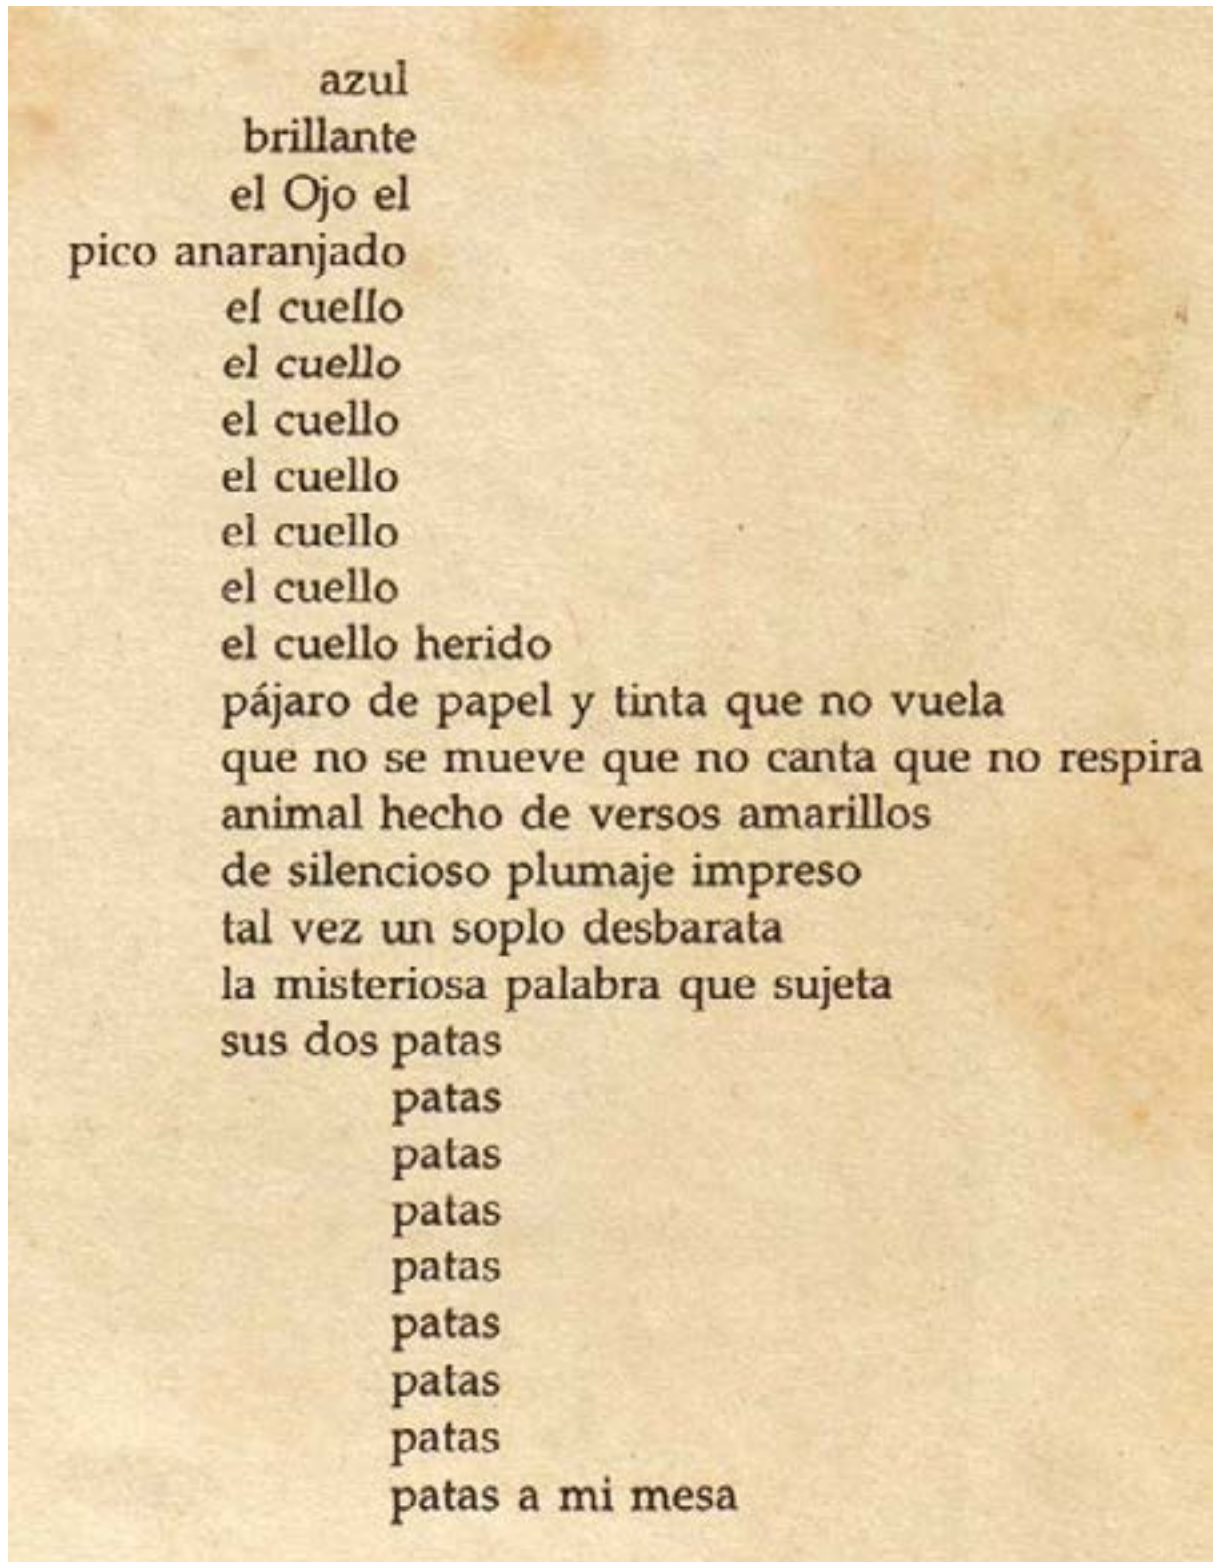 azul
brillante
el Ojo el
pico anaranjado
el cuello
el cuello
el cuello
el cuello
el cuello
el cuello
el cuello herido
pájaro de papel y tinta que no vuela
que no se mueve que no canta que no respira
animal hecho de versos amarillos
de silencioso plumaje impreso
tal vez un soplo desbarata
la misteriosa palabra que sujeta
sus dos patas
patas
patas
patas
patas
patas
patas
patas
patas a mi mesa